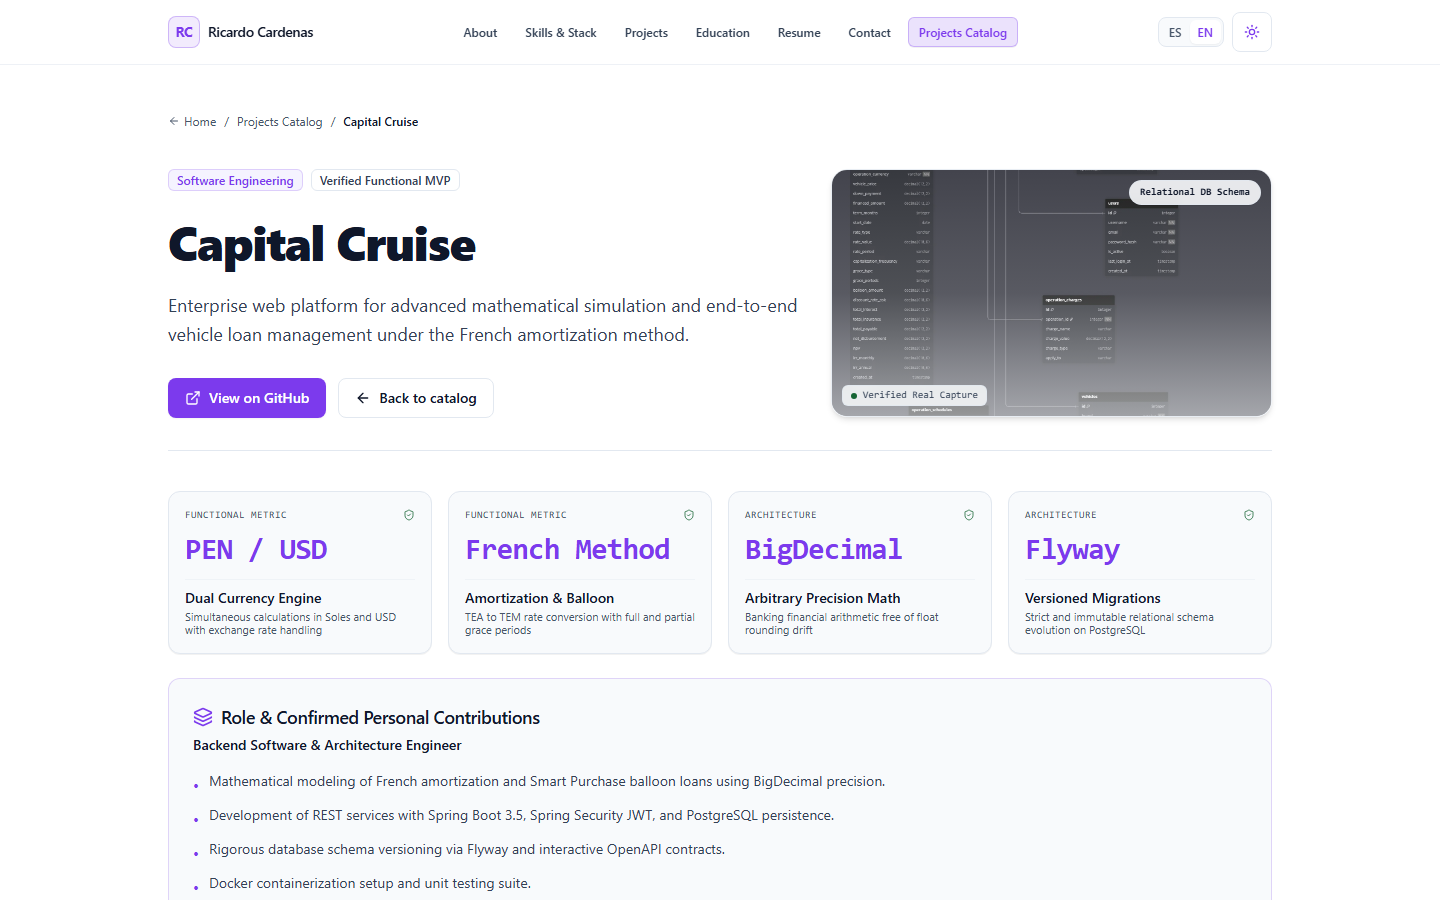 RC Ricardo Cardenas
About
Skills & Stack
Projects
Education
Resume
Contact
Projects Catalog
ES EN
Home / Projects Catalog / Capital Cruise
Software Engineering
Verified Functional MVP
Capital Cruise
Enterprise web platform for advanced mathematical simulation and end-to-end
vehicle loan management under the French amortization method.
View on GitHub
Back to catalog
Relational DB Schema
users
operation_charges
vehicles
Verified Real Capture
FUNCTIONAL METRIC
PEN / USD
Dual Currency Engine
Simultaneous calculations in Soles and USD
with exchange rate handling
FUNCTIONAL METRIC
French Method
Amortization & Balloon
TEA to TEM rate conversion with full and partial
grace periods
ARCHITECTURE
BigDecimal
Arbitrary Precision Math
Banking financial arithmetic free of float
rounding drift
ARCHITECTURE
Flyway
Versioned Migrations
Strict and immutable relational schema
evolution on PostgreSQL
Role & Confirmed Personal Contributions
Backend Software & Architecture Engineer
• Mathematical modeling of French amortization and Smart Purchase balloon loans using BigDecimal precision.
• Development of REST services with Spring Boot 3.5, Spring Security JWT, and PostgreSQL persistence.
• Rigorous database schema versioning via Flyway and interactive OpenAPI contracts.
• Docker containerization setup and unit testing suite.